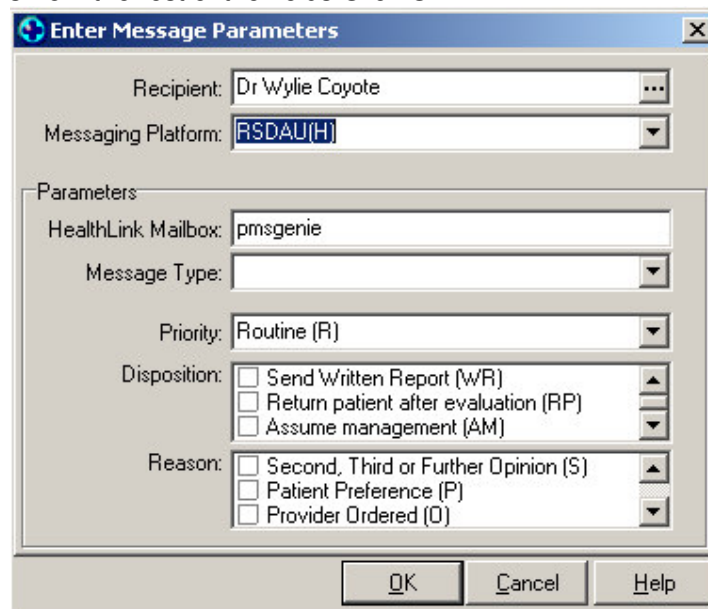 Enter Message Parameters
Recipient: Dr Wylie Coyote ...
Messaging Platform: RSDAU(H)
Parameters
HealthLink Mailbox: pmsgenie
Message Type:
Priority: Routine (R)
Disposition: Send Written Report (WR)
Return patient after evaluation (RP)
Assume management (AM)
Reason: Second, Third or Further Opinion (S)
Patient Preference (P)
Provider Ordered (O)
OK Cancel Help